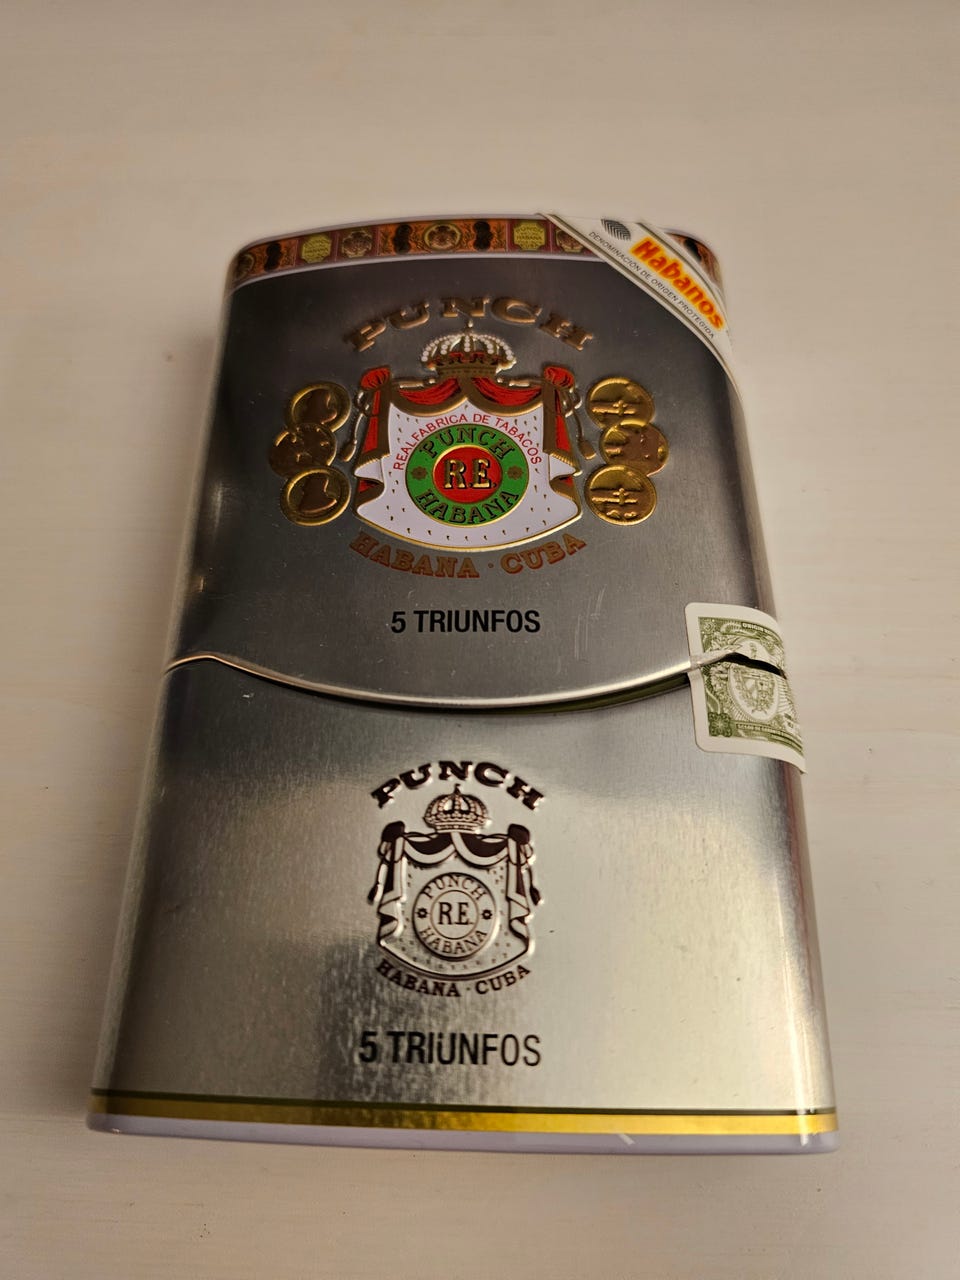 Habanos
DENOMINACIÓN DE ORIGEN PROTEGIDA
PUNCH
REAL FABRICA DE TABACOS
PUNCH
R.E.
HABANA
HABANA · CUBA
5 TRIUNFOS
PUNCH
PUNCH
R.E.
HABANA
HABANA · CUBA
5 TRIUNFOS